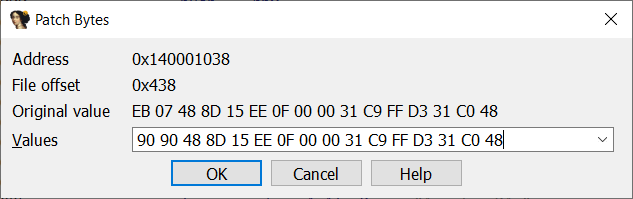 Patch Bytes
Address 0x140001038
File offset 0x438
Original value EB 07 48 8D 15 EE 0F 00 00 31 C9 FF D3 31 C0 48
Values 90 90 48 8D 15 EE 0F 00 00 31 C9 FF D3 31 C0 48
OK Cancel Help